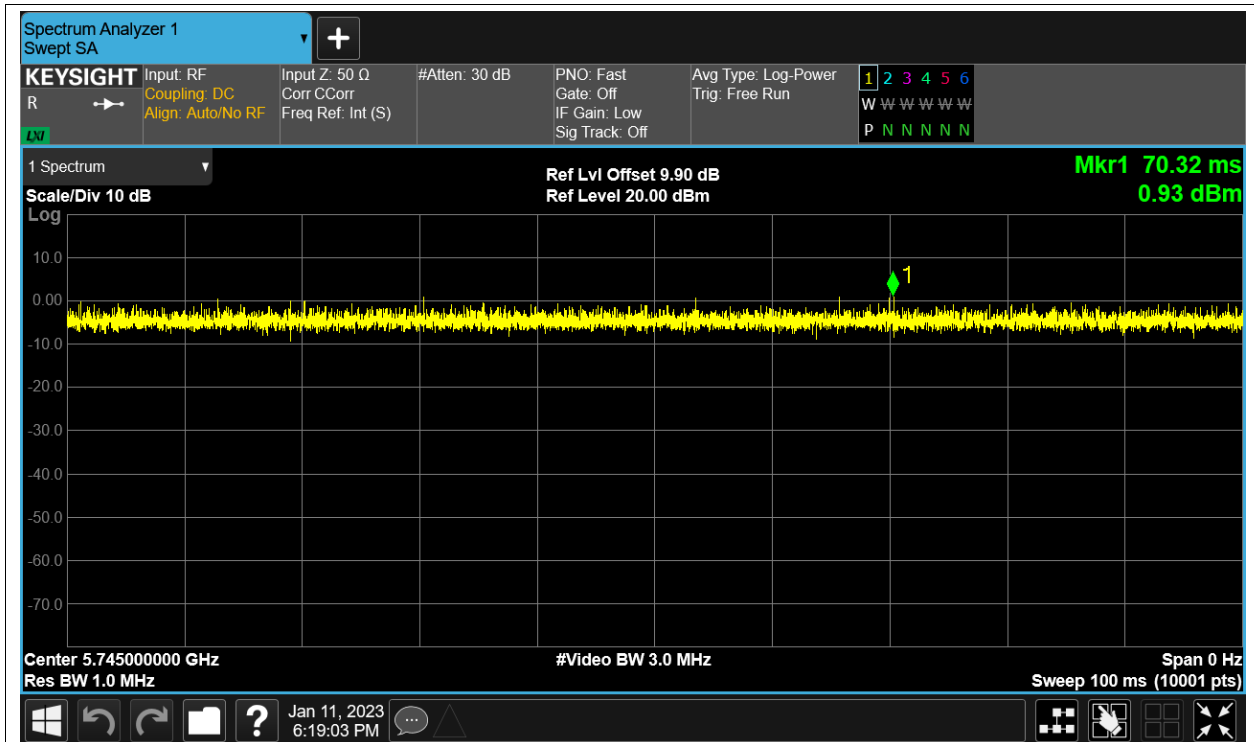 Spectrum Analyzer 1
Swept SA
KEYSIGHT
R
LXI
Input: RF
Coupling: DC
Align: Auto/No RF
Input Z: 50 Ω
Corr CCorr
Freq Ref: Int (S)
#Atten: 30 dB
PNO: Fast
Gate: Off
IF Gain: Low
Sig Track: Off
Avg Type: Log-Power
Trig: Free Run
1 2 3 4 5 6
W W W W W W
P N N N N N
1 Spectrum
Scale/Div 10 dB
Log
Ref Lvl Offset 9.90 dB
Ref Level 20.00 dBm
Mkr1 70.32 ms
0.93 dBm
1
10.0
0.00
-10.0
-20.0
-30.0
-40.0
-50.0
-60.0
-70.0
Center 5.745000000 GHz
Res BW 1.0 MHz
#Video BW 3.0 MHz
Span 0 Hz
Sweep 100 ms (10001 pts)
?
Jan 11, 2023
6:19:03 PM